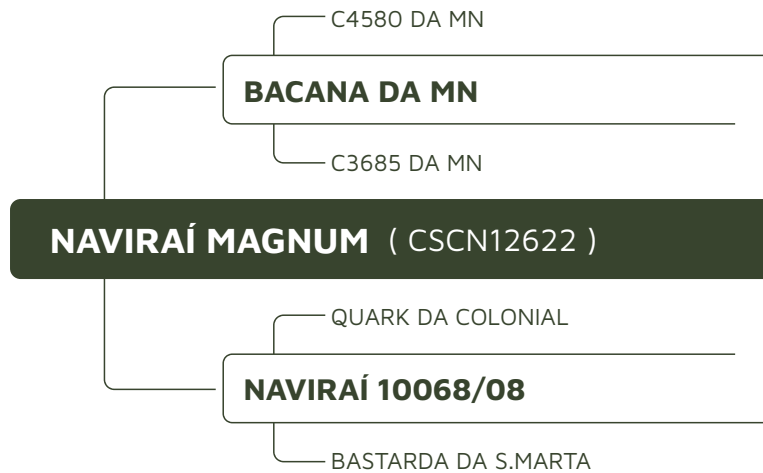 C4580 DA MN
BACANA DA MN
C3685 DA MN
NAVIRAÍ MAGNUM ( CSCN12622 )
QUARK DA COLONIAL
NAVIRAÍ 10068/08
BASTARDA DA S.MARTA